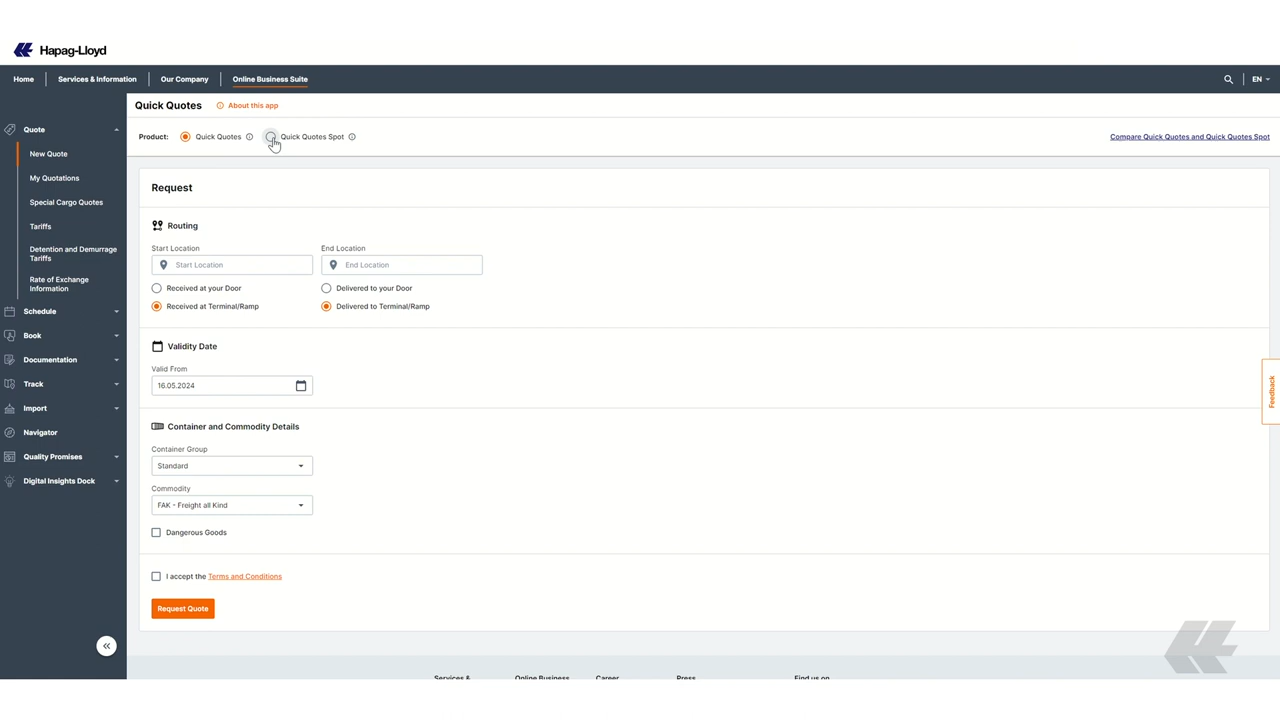 Hapag-Lloyd
Home
Services & Information
Our Company
Online Business Suite
EN
Quick Quotes
About this app
Product:
Quick Quotes
Quick Quotes Spot
Compare Quick Quotes and Quick Quotes Spot
Quote
New Quote
My Quotations
Special Cargo Quotes
Tariffs
Detention and Demurrage
Tariffs
Rate of Exchange
Information
Schedule
Book
Documentation
Track
Import
Navigator
Quality Promises
Digital Insights Dock
Request
Routing
Start Location
End Location
Start Location
End Location
Received at your Door
Delivered to your Door
Received at Terminal/Ramp
Delivered to Terminal/Ramp
Validity Date
Valid From
16.05.2024
Container and Commodity Details
Container Group
Standard
Commodity
FAK - Freight all Kind
Dangerous Goods
I accept the Terms and Conditions
Request Quote
Feedback
Services &
Online Business
Career
Press
Find us on